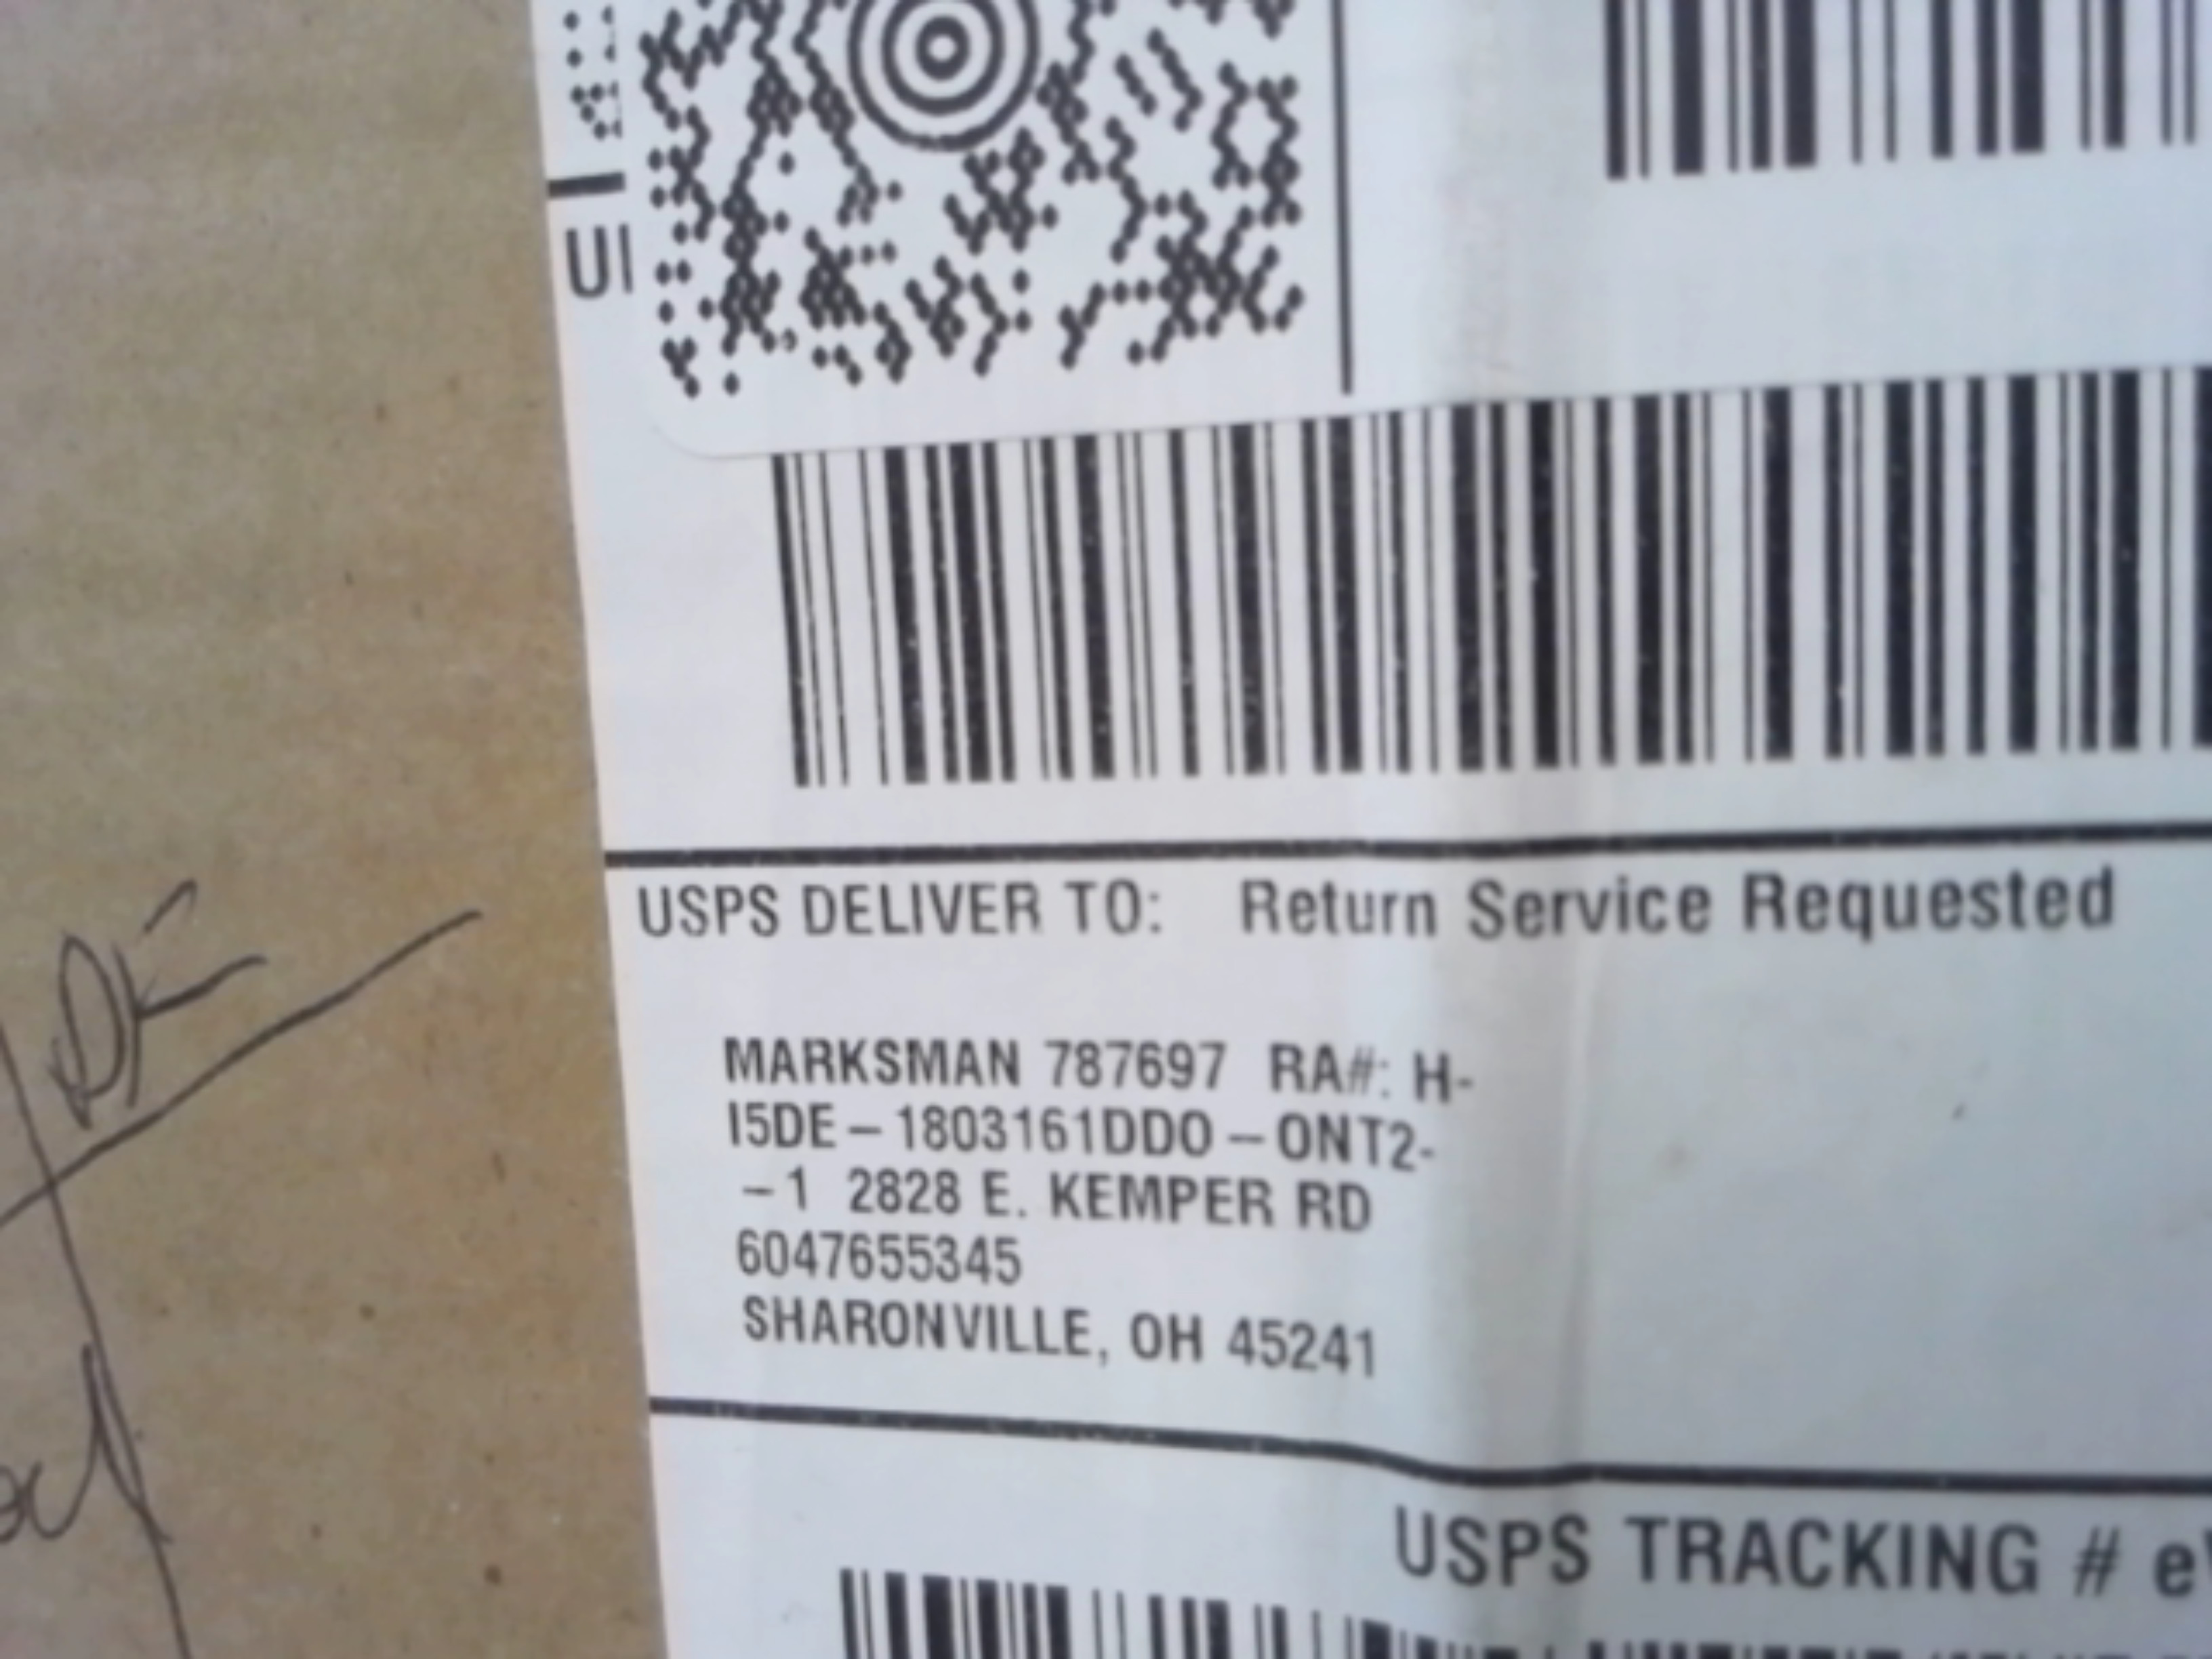 UI
USPS DELIVER TO: Return Service Requested
MARKSMAN 787697 RA#: H-
I5DE-1803161DDO-ONT2-
-1 2828 E. KEMPER RD
6047655345
SHARONVILLE, OH 45241
USPS TRACKING # e